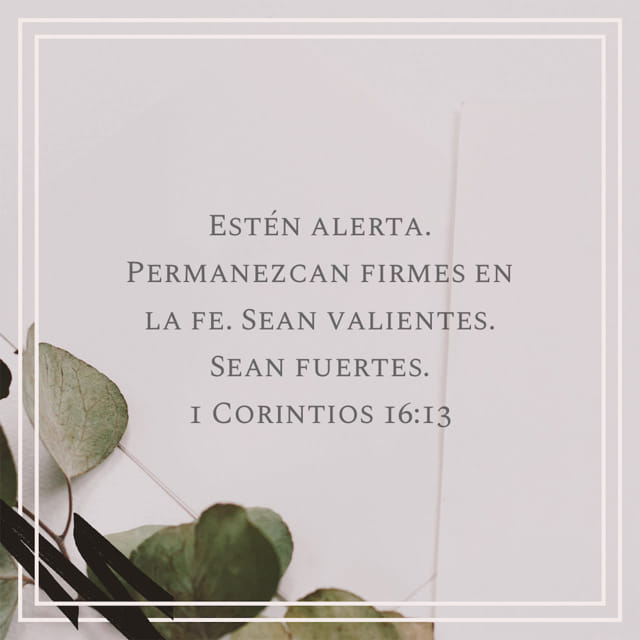 Estén alerta.
Permanezcan firmes en
la fe. Sean valientes.
Sean fuertes.
1 Corintios 16:13